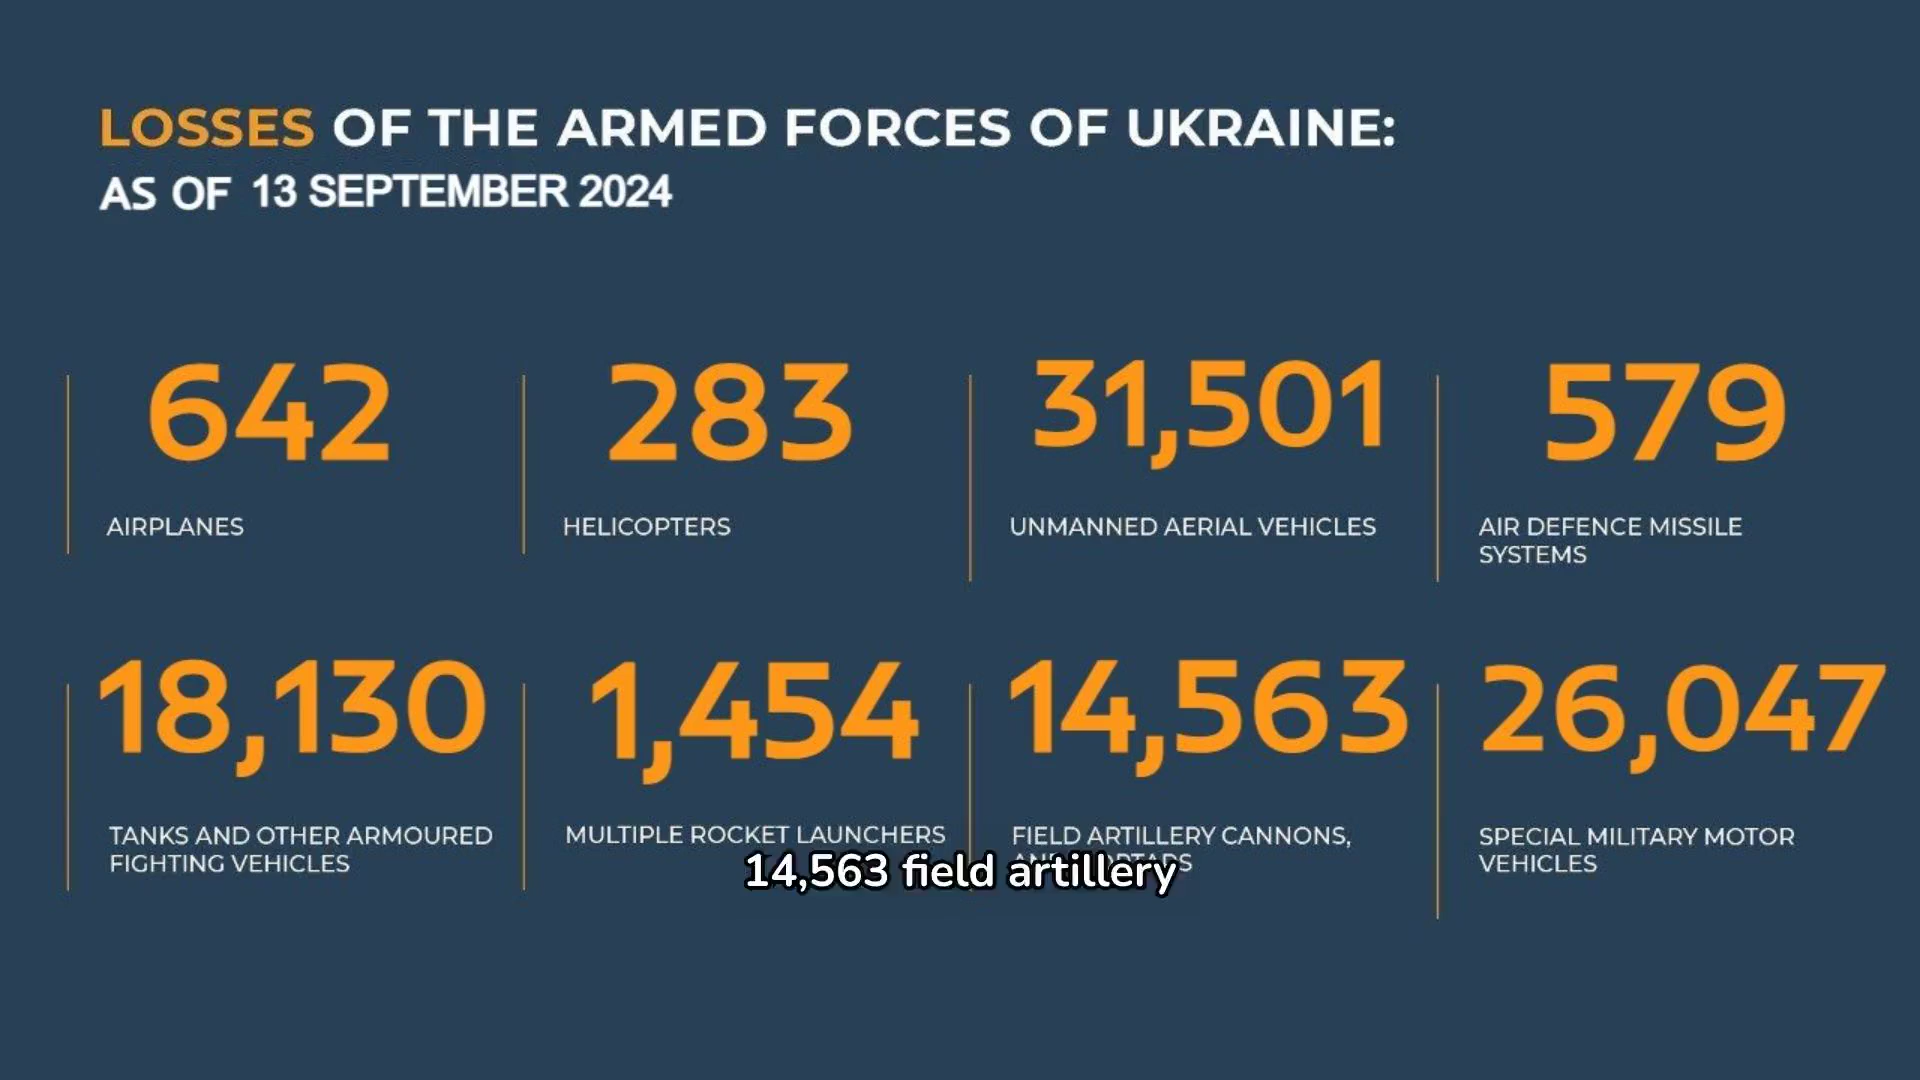 LOSSES OF THE ARMED FORCES OF UKRAINE:
AS OF 13 SEPTEMBER 2024
642
AIRPLANES
283
HELICOPTERS
31,501
UNMANNED AERIAL VEHICLES
579
AIR DEFENCE MISSILE
SYSTEMS
18,130
TANKS AND OTHER ARMOURED
FIGHTING VEHICLES
1,454
MULTIPLE ROCKET LAUNCHERS
14,563
FIELD ARTILLERY CANNONS,
AND MORTARS
26,047
SPECIAL MILITARY MOTOR
VEHICLES
14,563 field artillery